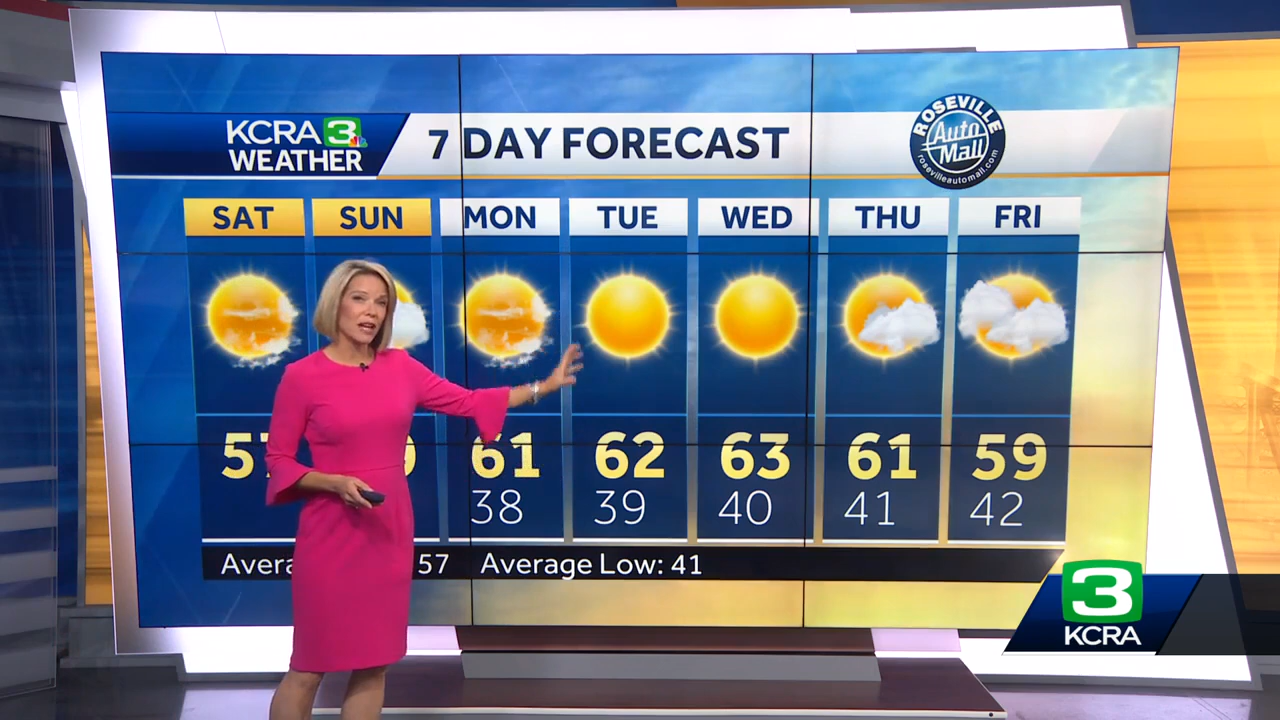 KCRA 3
WEATHER
7 DAY FORECAST
ROSEVILLE
Auto
Mall
rosevilleautomall.com
SAT SUN MON TUE WED THU FRI
57 61 62 63 61 59
38 39 40 41 42
57 Average Low: 41
3
KCRA